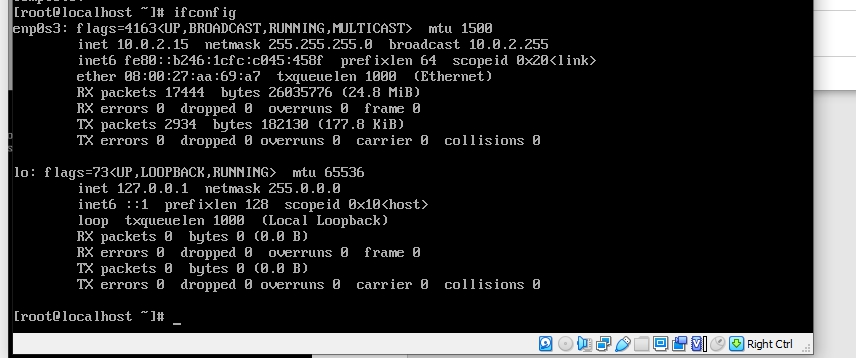 [root@localhost ~]# ifconfig
enp0s3: flags=4163<UP,BROADCAST,RUNNING,MULTICAST>  mtu 1500
        inet 10.0.2.15  netmask 255.255.255.0  broadcast 10.0.2.255
        inet6 fe80::b246:1cfc:c045:458f  prefixlen 64  scopeid 0x20<link>
        ether 08:00:27:aa:69:a7  txqueuelen 1000  (Ethernet)
        RX packets 17444  bytes 26035776 (24.8 MiB)
        RX errors 0  dropped 0  overruns 0  frame 0
        TX packets 2934  bytes 182130 (177.8 KiB)
        TX errors 0  dropped 0 overruns 0  carrier 0  collisions 0
lo: flags=73<UP,LOOPBACK,RUNNING>  mtu 65536
        inet 127.0.0.1  netmask 255.0.0.0
        inet6 ::1  prefixlen 128  scopeid 0x10<host>
        loop  txqueuelen 1000  (Local Loopback)
        RX packets 0  bytes 0 (0.0 B)
        RX errors 0  dropped 0  overruns 0  frame 0
        TX packets 0  bytes 0 (0.0 B)
        TX errors 0  dropped 0 overruns 0  carrier 0  collisions 0
[root@localhost ~]# _
Right Ctrl